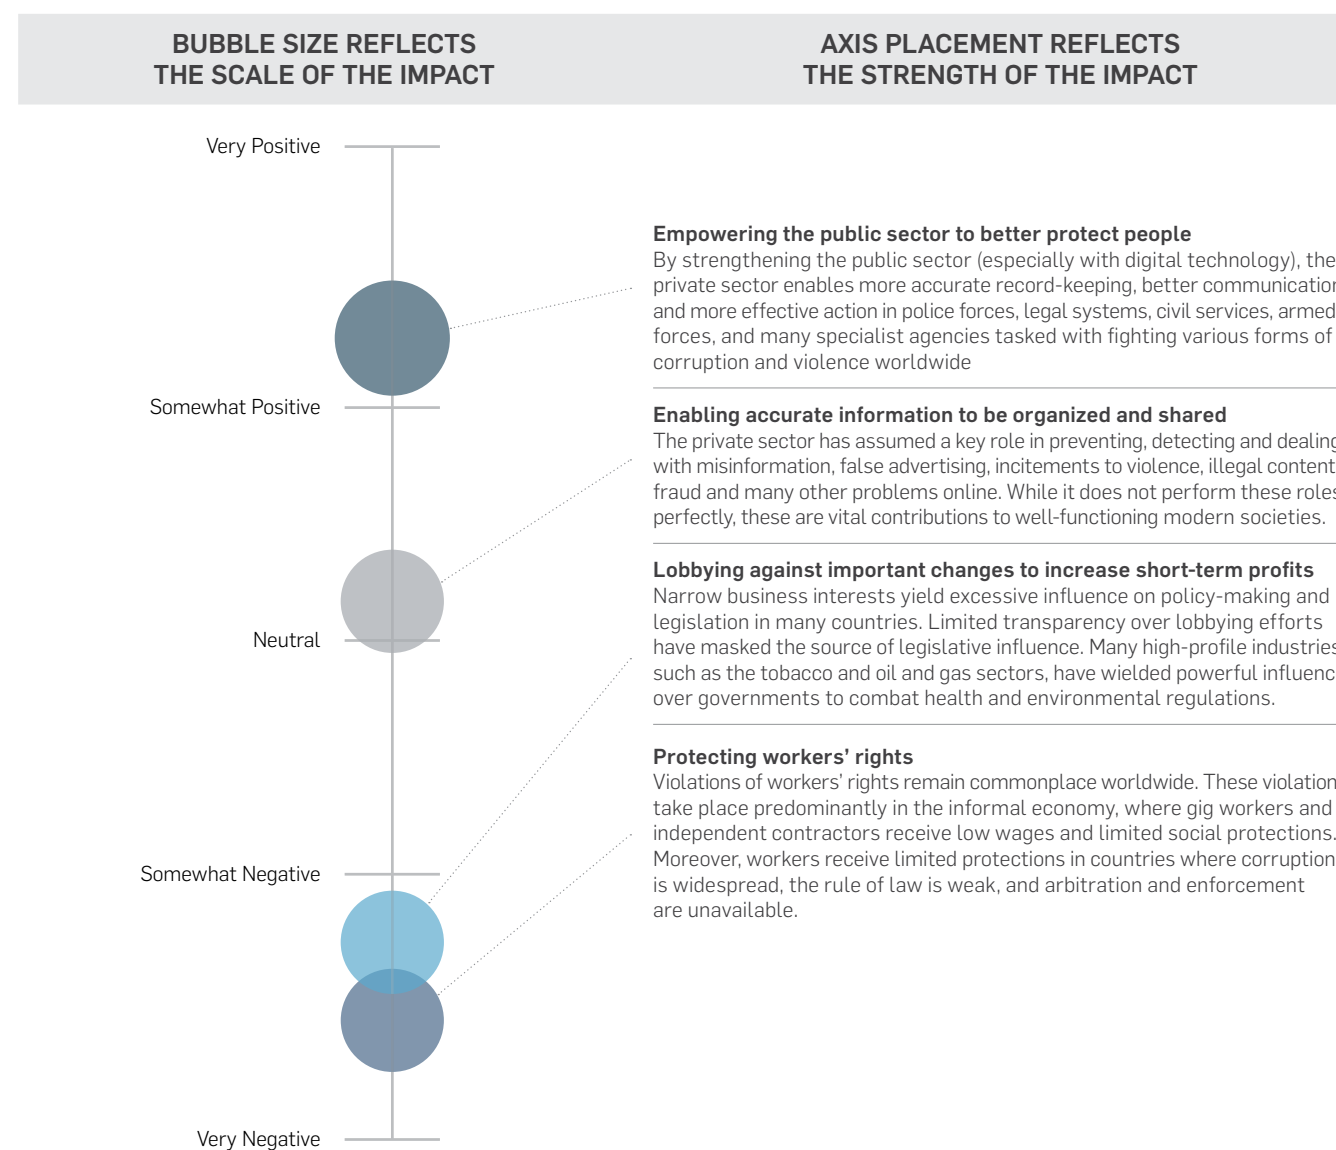 BUBBLE SIZE REFLECTS
THE SCALE OF THE IMPACT
AXIS PLACEMENT REFLECTS
THE STRENGTH OF THE IMPACT
Very Positive
Somewhat Positive
Neutral
Somewhat Negative
Very Negative
Empowering the public sector to better protect people
By strengthening the public sector (especially with digital technology), the
private sector enables more accurate record-keeping, better communication
and more effective action in police forces, legal systems, civil services, armed
forces, and many specialist agencies tasked with fighting various forms of
corruption and violence worldwide
Enabling accurate information to be organized and shared
The private sector has assumed a key role in preventing, detecting and dealing
with misinformation, false advertising, incitements to violence, illegal content
fraud and many other problems online. While it does not perform these roles
perfectly, these are vital contributions to well-functioning modern societies.
Lobbying against important changes to increase short-term profits
Narrow business interests yield excessive influence on policy-making and
legislation in many countries. Limited transparency over lobbying efforts
have masked the source of legislative influence. Many high-profile industries
such as the tobacco and oil and gas sectors, have wielded powerful influenc
over governments to combat health and environmental regulations.
Protecting workers' rights
Violations of workers' rights remain commonplace worldwide. These violation
take place predominantly in the informal economy, where gig workers and
independent contractors receive low wages and limited social protections.
Moreover, workers receive limited protections in countries where corruption
is widespread, the rule of law is weak, and arbitration and enforcement
are unavailable.